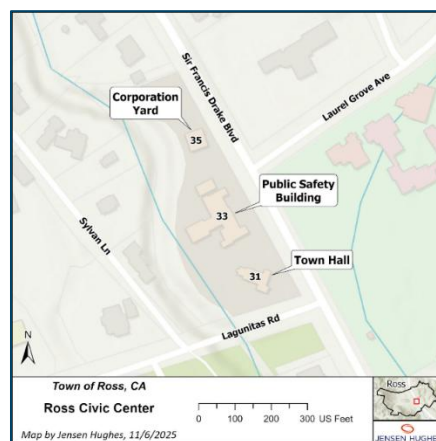 Sir Francis Drake Blvd
Laurel Grove Ave
Corporation
Yard
35
Public Safety
Building
33
Sylvan Ln
Town Hall
31
Lagunitas Rd
N
Town of Ross, CA
Ross Civic Center
Map by Jensen Hughes, 11/6/2025
0 100 200 300 US Feet
Ross
JENSEN HUGHES